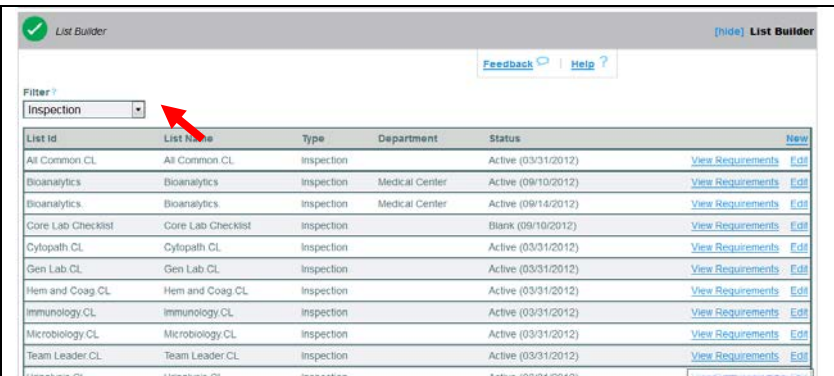 List Builder [hide] List Builder
Feedback | Help ?
Filter ?
Inspection
List Id List Name Type Department Status New
All Common.CL All Common.CL Inspection Active (03/31/2012) View Requirements Edit
Bioanalytics Bioanalytics Inspection Medical Center Active (09/10/2012) View Requirements Edit
Bioanalytics Bioanalytics Inspection Medical Center Active (09/14/2012) View Requirements Edit
Core Lab Checklist Core Lab Checklist Inspection Blank (09/10/2012) View Requirements Edit
Cytopath.CL Cytopath.CL Inspection Active (03/31/2012) View Requirements Edit
Gen Lab.CL Gen Lab.CL Inspection Active (03/31/2012) View Requirements Edit
Hem and Coag.CL Hem and Coag.CL Inspection Active (03/31/2012) View Requirements Edit
Immunology.CL Immunology.CL Inspection Active (03/31/2012) View Requirements Edit
Microbiology.CL Microbiology.CL Inspection Active (03/31/2012) View Requirements Edit
Team Leader.CL Team Leader.CL Inspection Active (03/31/2012) View Requirements Edit